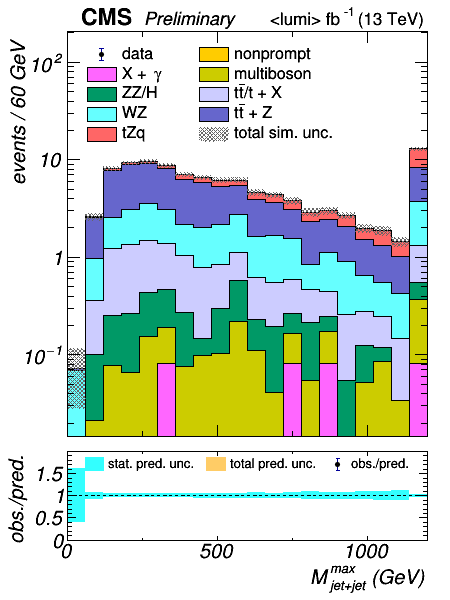 CMS Preliminary <lumi> fb⁻¹ (13 TeV)
events / 60 GeV
data
nonprompt
X + γ
multiboson
ZZ/H
tt̄/t + X
WZ
tt̄ + Z
tZq
total sim. unc.
10²
10
1
10⁻¹
obs./pred.
stat. pred. unc.
total pred. unc.
obs./pred.
1.5
1
0.5
0
0
500
1000
M^{max}_{jet+jet} (GeV)